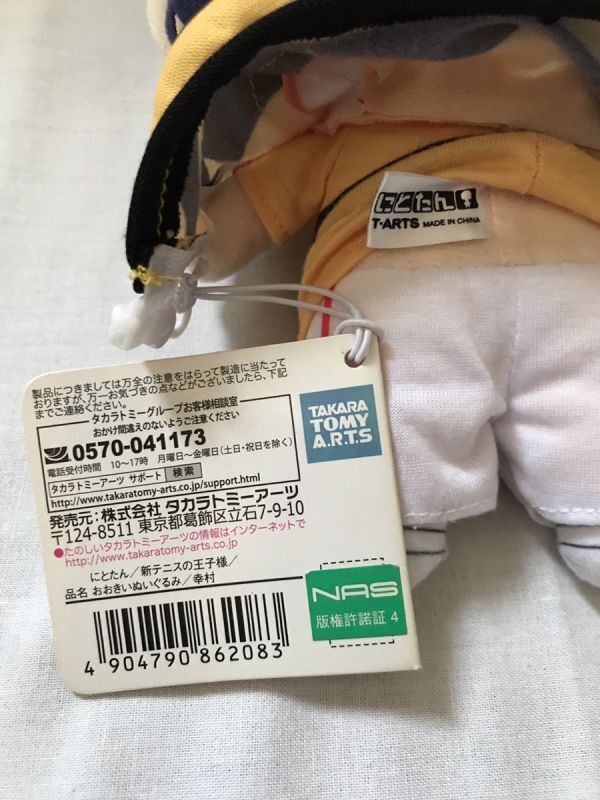 にとたん
T-ARTS MADE IN CHINA
製品につきましては万全の注意をはらって製造に当たって
おりますが、万一お気づきの点などがございましたら、下記
までご連絡ください。
タカラトミーグループお客様相談室
おかけ間違えのないようご注意ください
0570-041173
電話受付時間 10〜17時 月曜日〜金曜日(土・日・祝日を除く)
タカラトミーアーツ サポート 検索
http://www.takaratomy-arts.co.jp/support.html
発売元:株式会社 タカラトミーアーツ
〒124-8511 東京都葛飾区立石7-9-10
●たのしいタカラトミーアーツの情報はインターネットで
http://www.takaratomy-arts.co.jp
にとたん/新テニスの王子様/
品名 おおきいぬいぐるみ/幸村
4 904790 862083
TAKARA
TOMY
A.R.T.S
NAS
版権許諾証 4